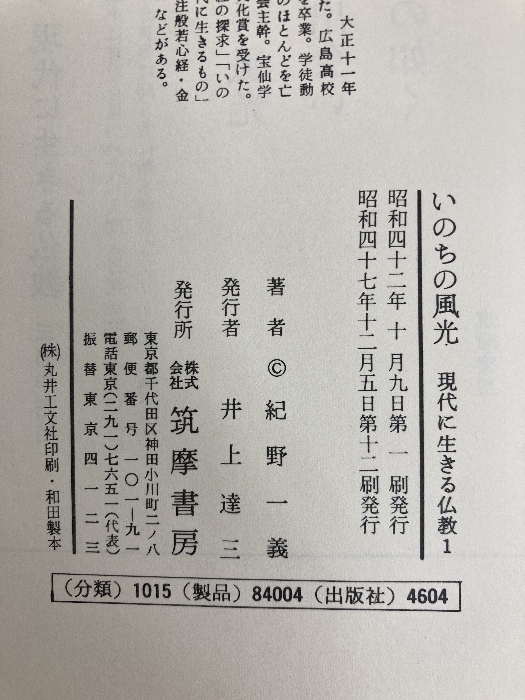 大正十一年
た。広島高校
を卒業。学徒動
のほとんどを亡
会主幹。宝仙学
文化賞を受けた。
の探求」「いの
代に生きるもの」
注般若心経・金
などがある。
いのちの風光 現代に生きる仏教1
昭和四十二年 十 月九日第 一 刷発行
昭和四十七年十二月五日第十二刷発行
著者 © 紀野一義
発行者 井上達三
発行所 株式会社 筑摩書房
東京都千代田区神田小川町二ノ八
郵便番号 一〇一―九一
電話東京(二九一)七六五一(代表)
振替東京四一二三
㈱丸井工文社印刷・和田製本
(分類) 1015 (製品) 84004 (出版社) 4604